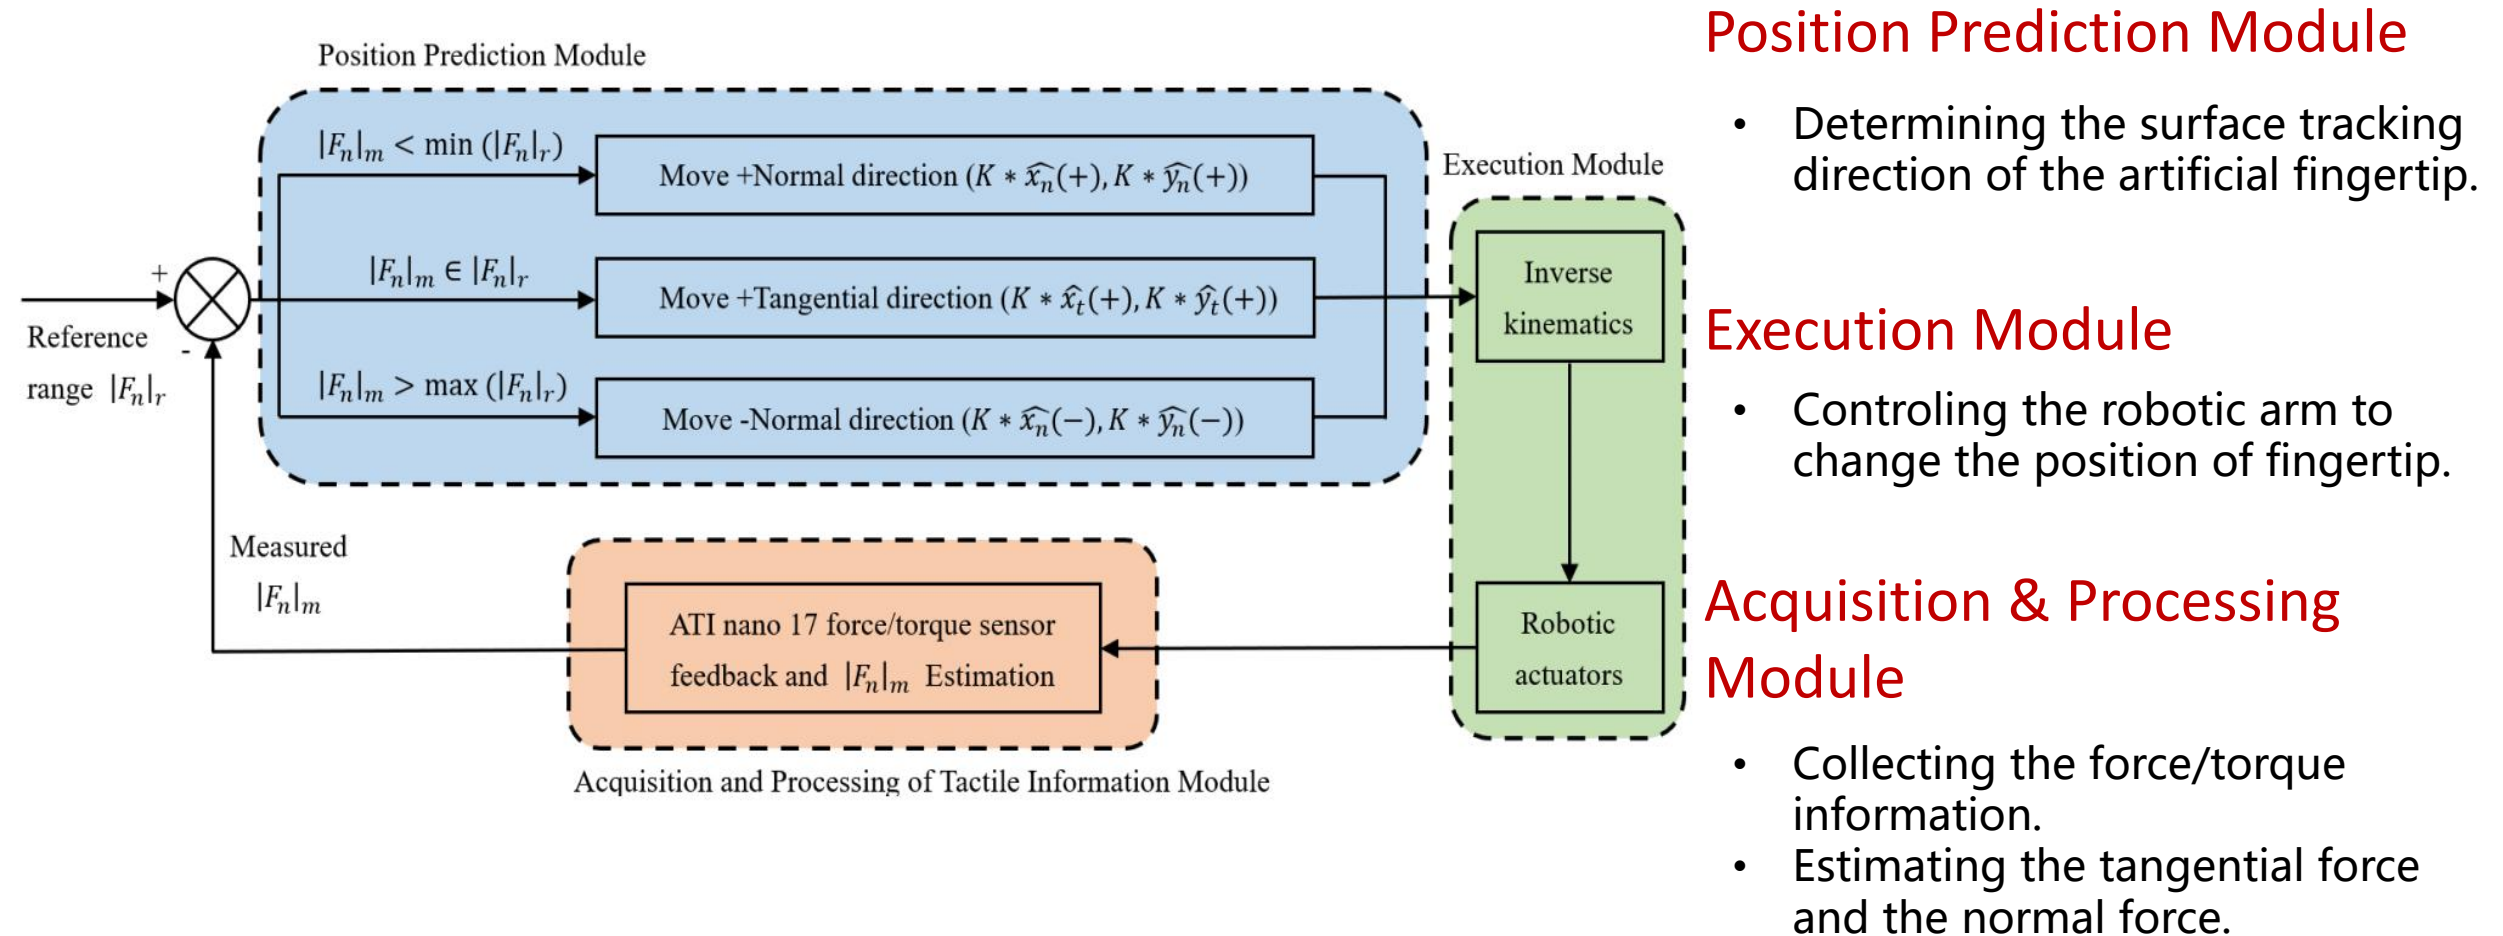 Position Prediction Module
|Fₙ|ₘ < min (|Fₙ|ᵣ)
Move +Normal direction (K * x̂ₙ(+), K * ŷₙ(+))
|Fₙ|ₘ ∈ |Fₙ|ᵣ
Move +Tangential direction (K * x̂ₜ(+), K * ŷₜ(+))
|Fₙ|ₘ > max (|Fₙ|ᵣ)
Move -Normal direction (K * x̂ₙ(−), K * ŷₙ(−))
+
-
Reference
range |Fₙ|ᵣ
Execution Module
Inverse
kinematics
Robotic
actuators
Measured
|Fₙ|ₘ
ATI nano 17 force/torque sensor
feedback and |Fₙ|ₘ Estimation
Acquisition and Processing of Tactile Information Module
Position Prediction Module
• Determining the surface tracking
direction of the artificial fingertip.
Execution Module
• Controling the robotic arm to
change the position of fingertip.
Acquisition & Processing
Module
• Collecting the force/torque
information.
• Estimating the tangential force
and the normal force.